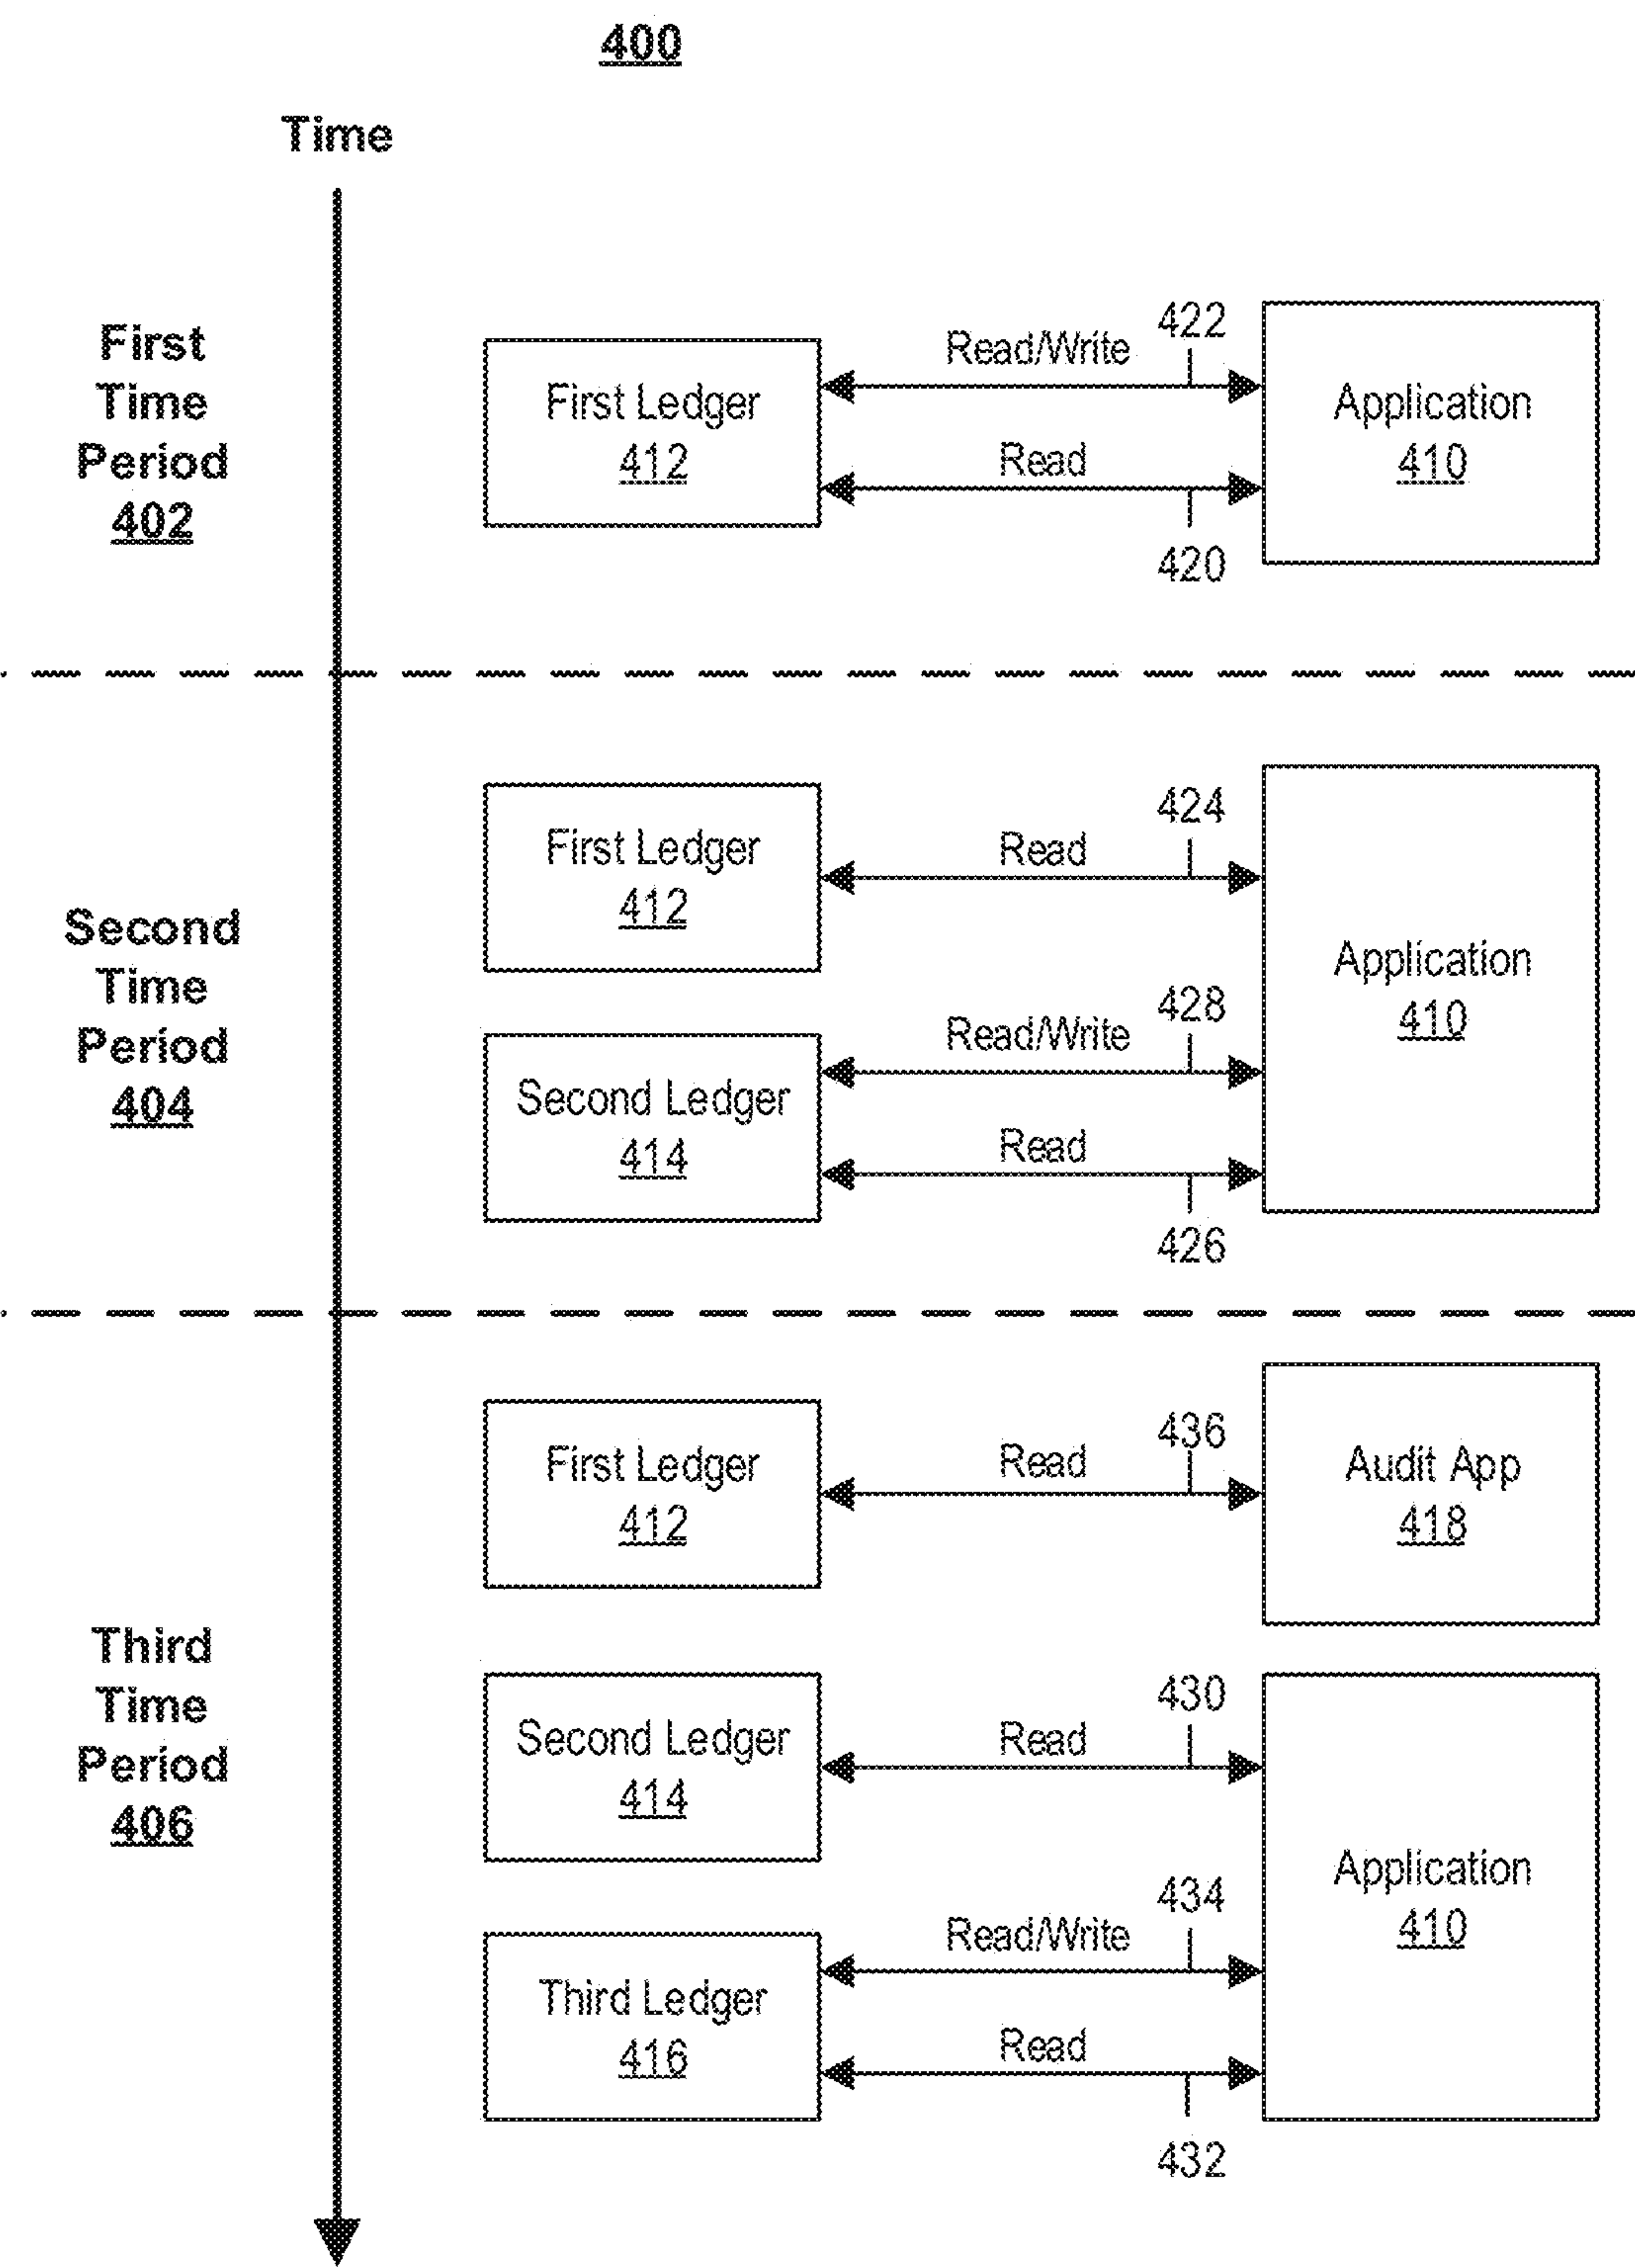 400
Time
First
Time
Period
402
First Ledger
412
Read/Write
422
Read
420
Application
410
Second
Time
Period
404
First Ledger
412
Read
424
Second Ledger
414
Read/Write
428
Read
426
Application
410
Third
Time
Period
406
First Ledger
412
Read
436
Audit App
418
Second Ledger
414
Read
430
Third Ledger
416
Read/Write
434
Read
432
Application
410